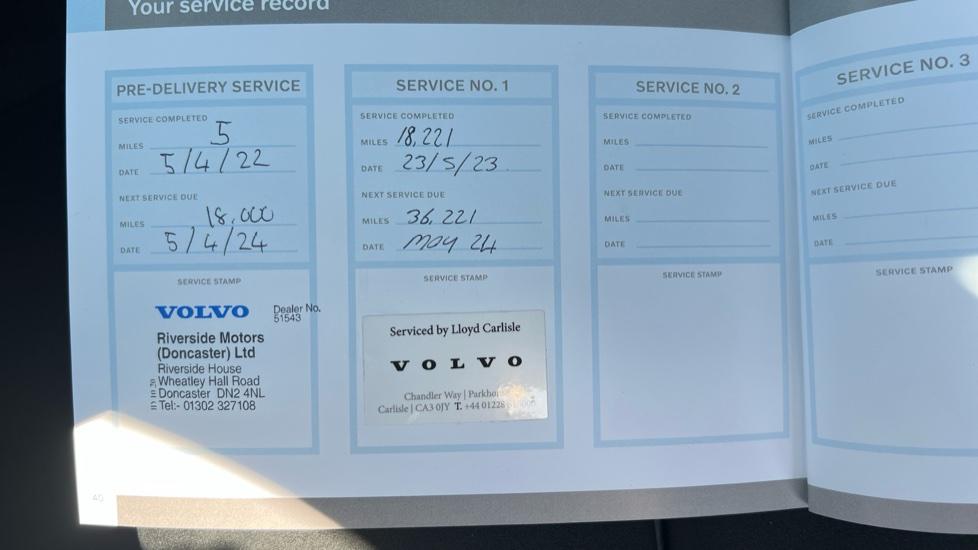 Your service record
PRE-DELIVERY SERVICE
SERVICE COMPLETED
MILES 5
DATE 5/4/22
NEXT SERVICE DUE
MILES 18,000
DATE 5/4/24
SERVICE STAMP
VOLVO Dealer No.
51543
Riverside Motors
(Doncaster) Ltd
Riverside House
Wheatley Hall Road
Doncaster DN2 4NL
Tel:- 01302 327108
SERVICE NO. 1
SERVICE COMPLETED
MILES 18,221
DATE 23/5/23
NEXT SERVICE DUE
MILES 36,221
DATE MAY 24
SERVICE STAMP
Serviced by Lloyd Carlisle
VOLVO
Chandler Way |
Carlisle | CA3 0JY T. +44 01228
SERVICE NO. 2
SERVICE COMPLETED
MILES
DATE
NEXT SERVICE DUE
MILES
DATE
SERVICE STAMP
SERVICE NO. 3
SERVICE COMPLETED
MILES
DATE
NEXT SERVICE DUE
MILES
DATE
SERVICE STAMP
40